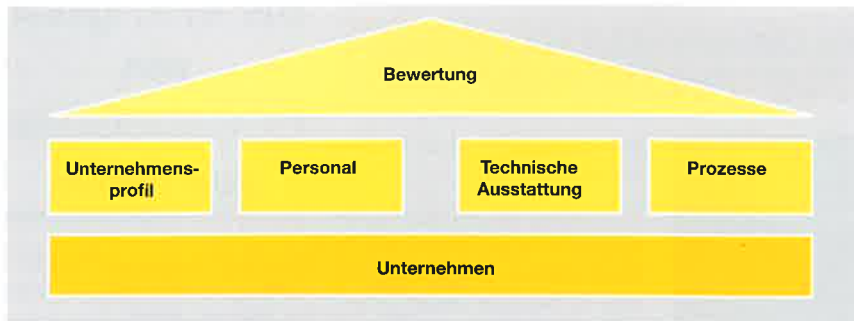 Bewertung
Unternehmens-
profil
Personal
Technische
Ausstattung
Prozesse
Unternehmen